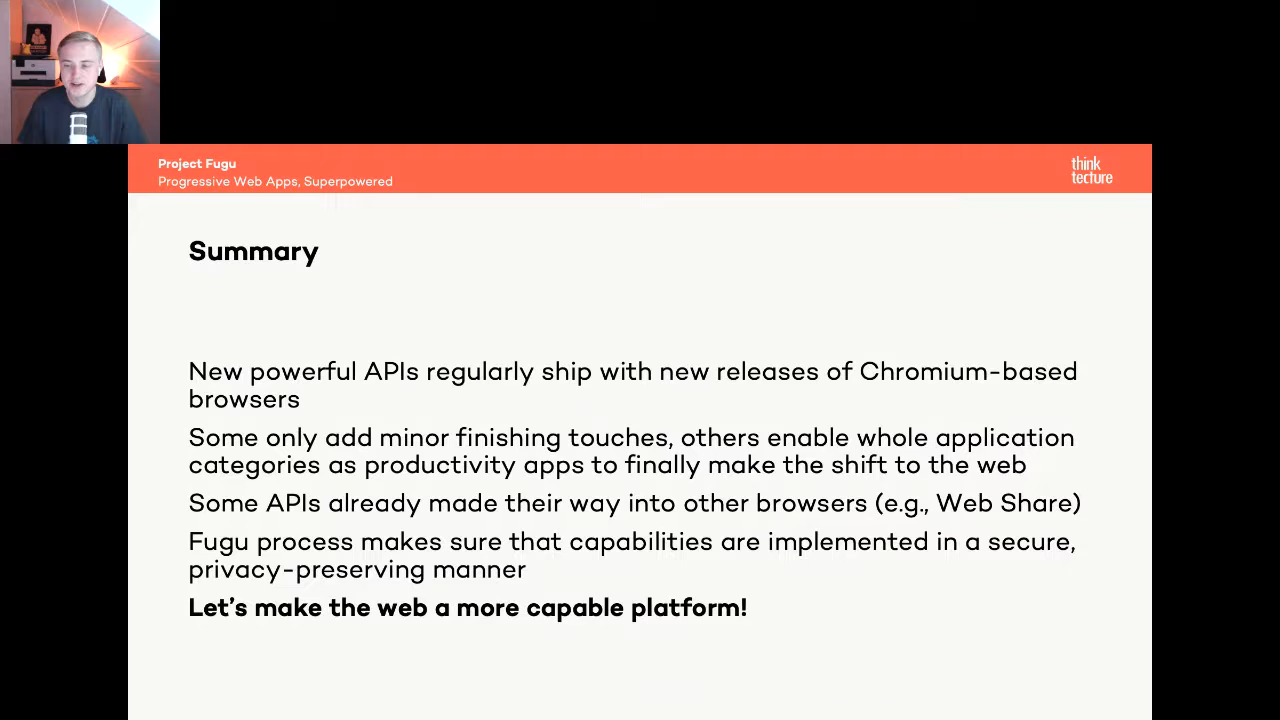 Project Fugu
Progressive Web Apps, Superpowered
think
tecture
Summary
New powerful APIs regularly ship with new releases of Chromium-based
browsers
Some only add minor finishing touches, others enable whole application
categories as productivity apps to finally make the shift to the web
Some APIs already made their way into other browsers (e.g., Web Share)
Fugu process makes sure that capabilities are implemented in a secure,
privacy-preserving manner
Let’s make the web a more capable platform!